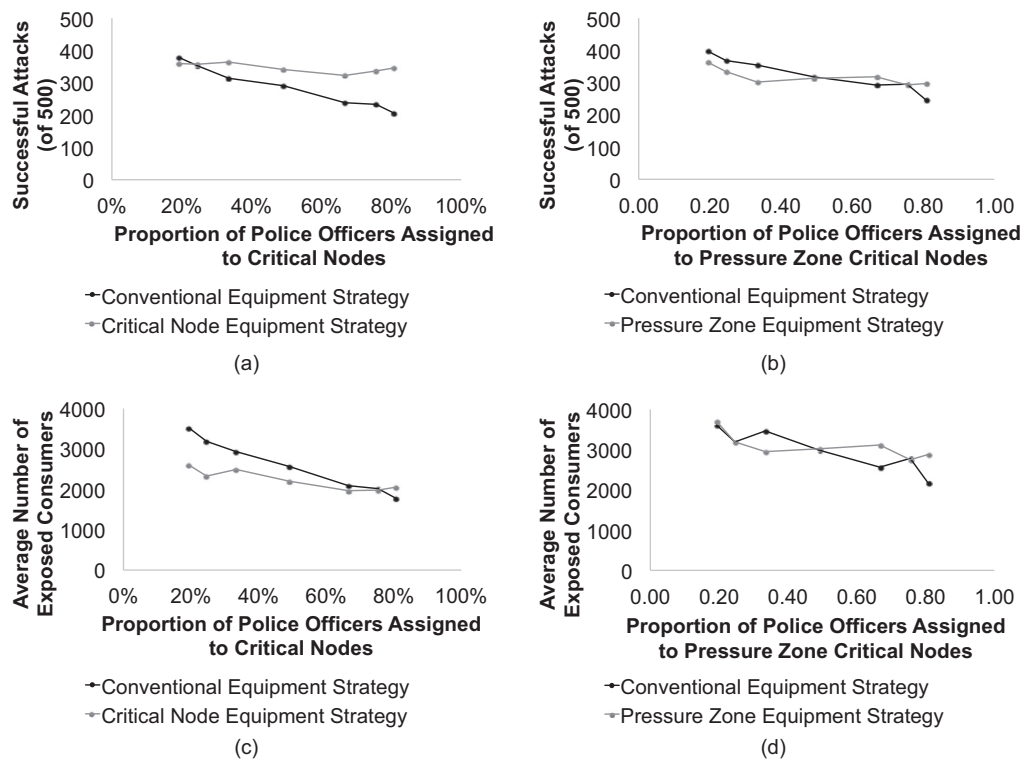 500
400
300
200
100
0
Successful Attacks
(of 500)
0% 20% 40% 60% 80% 100%
Proportion of Police Officers Assigned
to Critical Nodes
Conventional Equipment Strategy
Critical Node Equipment Strategy
(a)
500
400
300
200
100
0
Successful Attacks
(of 500)
0.00 0.20 0.40 0.60 0.80 1.00
Proportion of Police Officers Assigned
to Pressure Zone Critical Nodes
Conventional Equipment Strategy
Pressure Zone Equipment Strategy
(b)
4000
3000
2000
1000
0
Average Number of
Exposed Consumers
0% 20% 40% 60% 80% 100%
Proportion of Police Officers Assigned
to Critical Nodes
Conventional Equipment Strategy
Critical Node Equipment Strategy
(c)
4000
3000
2000
1000
0
Average Number of
Exposed Consumers
0.00 0.20 0.40 0.60 0.80 1.00
Proportion of Police Officers Assigned
to Pressure Zone Critical Nodes
Conventional Equipment Strategy
Pressure Zone Equipment Strategy
(d)